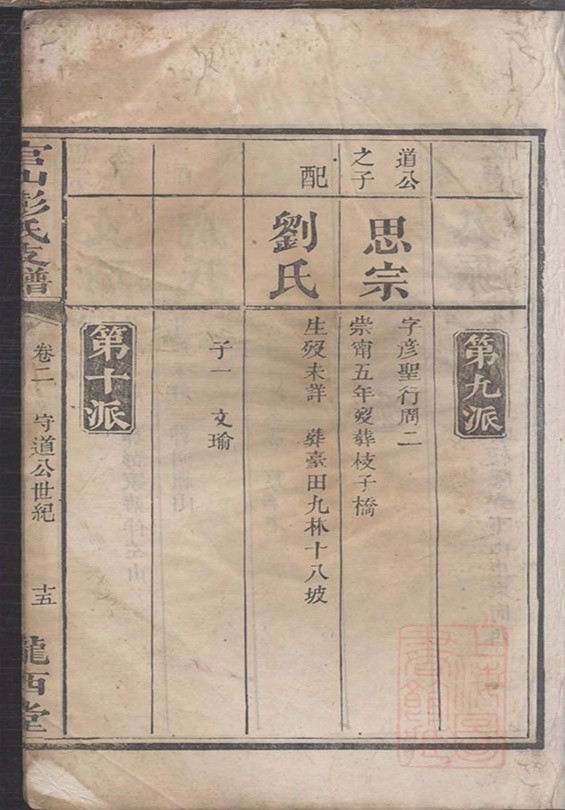 第九派
道公
之子
思宗
字彥聖行周二
崇甯五年歿葬枝子橋
配
劉氏
生歿未詳 葬臺田九林十八坡
子一 文瑜
第十派
官山彭氏支譜
卷二 守道公世紀 十五
隴西堂